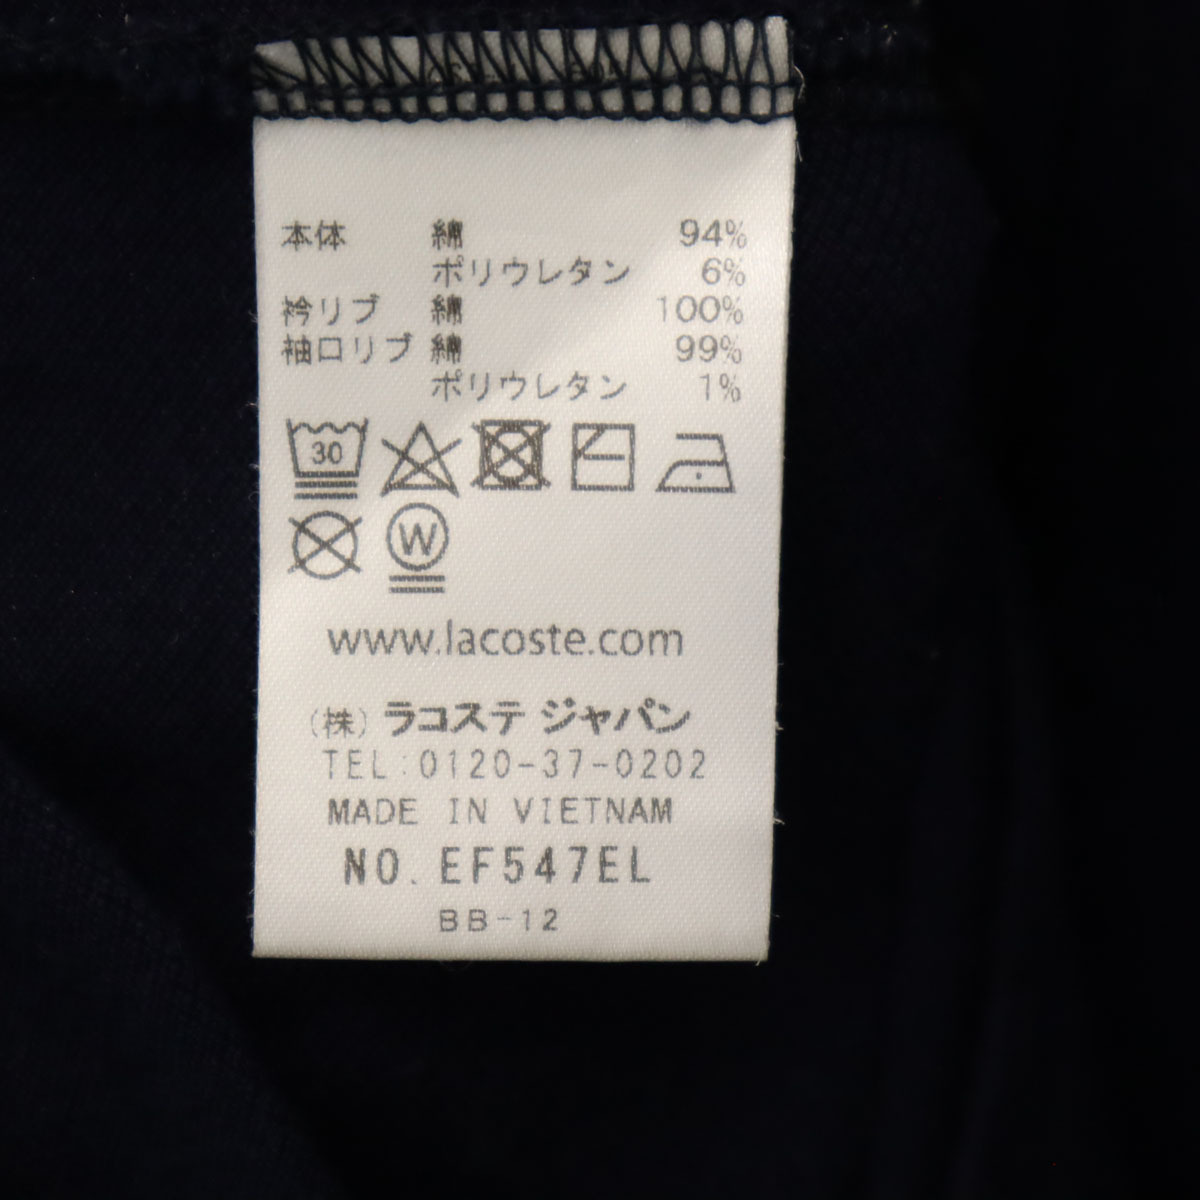 本体 綿 94%
ポリウレタン 6%
衿リブ 綿 100%
袖口リブ 綿 99%
ポリウレタン 1%
30
W
www.lacoste.com
(株) ラコステ ジャパン
TEL:0120-37-0202
MADE IN VIETNAM
NO. EF547EL
BB-12